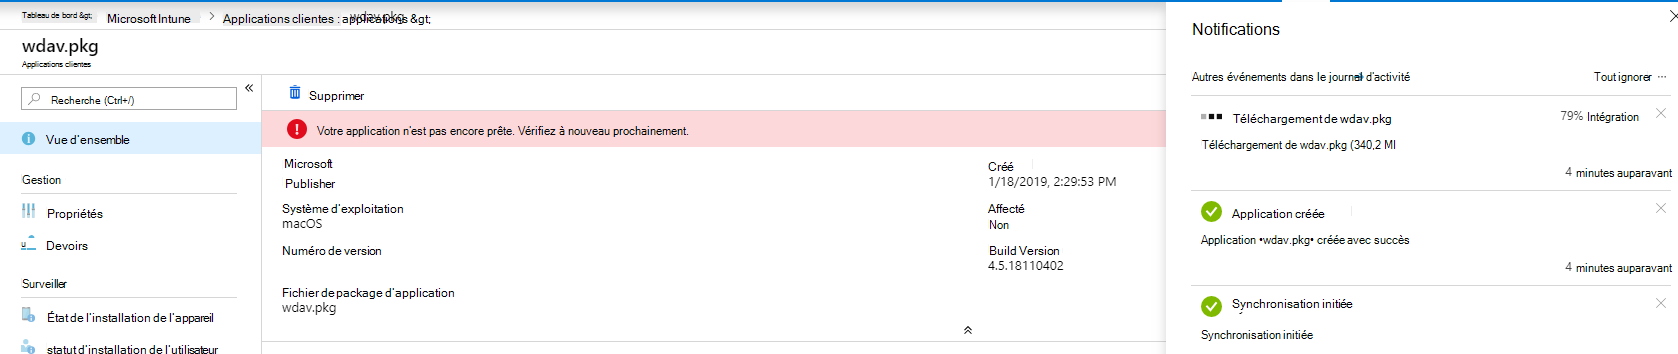 Tableau de bord &gt; Microsoft Intune > Applications clientes : applications &gt; wdav.pkg
wdav.pkg
Applications clientes
Recherche (Ctrl+/)
Vue d'ensemble
Gestion
Propriétés
Devoirs
Surveiller
État de l'installation de l'appareil
statut d'installation de l'utilisateur
Supprimer
Votre application n'est pas encore prête. Vérifiez à nouveau prochainement.
Microsoft
Publisher
Système d'exploitation
macOS
Numéro de version
Fichier de package d'application
wdav.pkg
Créé
1/18/2019, 2:29:53 PM
Affecté
Non
Build Version
4.5.18110402
Notifications
Autres événements dans le journal d'activité
Tout ignorer ...
Téléchargement de wdav.pkg
79% Intégration
Téléchargement de wdav.pkg (340,2 MI
4 minutes auparavant
Application créée
Application •wdav.pkg• créée avec succès
4 minutes auparavant
Synchronisation initiée
Synchronisation initiée